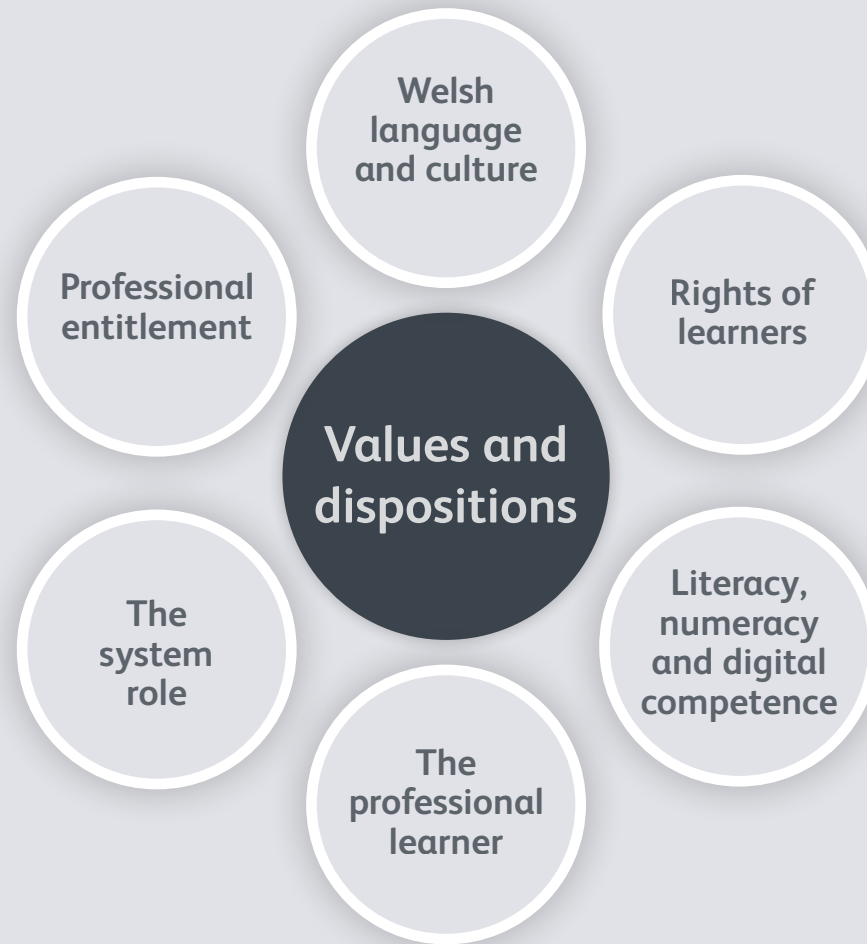 Welsh
language
and culture
Professional
entitlement
Rights of
learners
Values and
dispositions
The
system
role
Literacy,
numeracy
and digital
competence
The
professional
learner